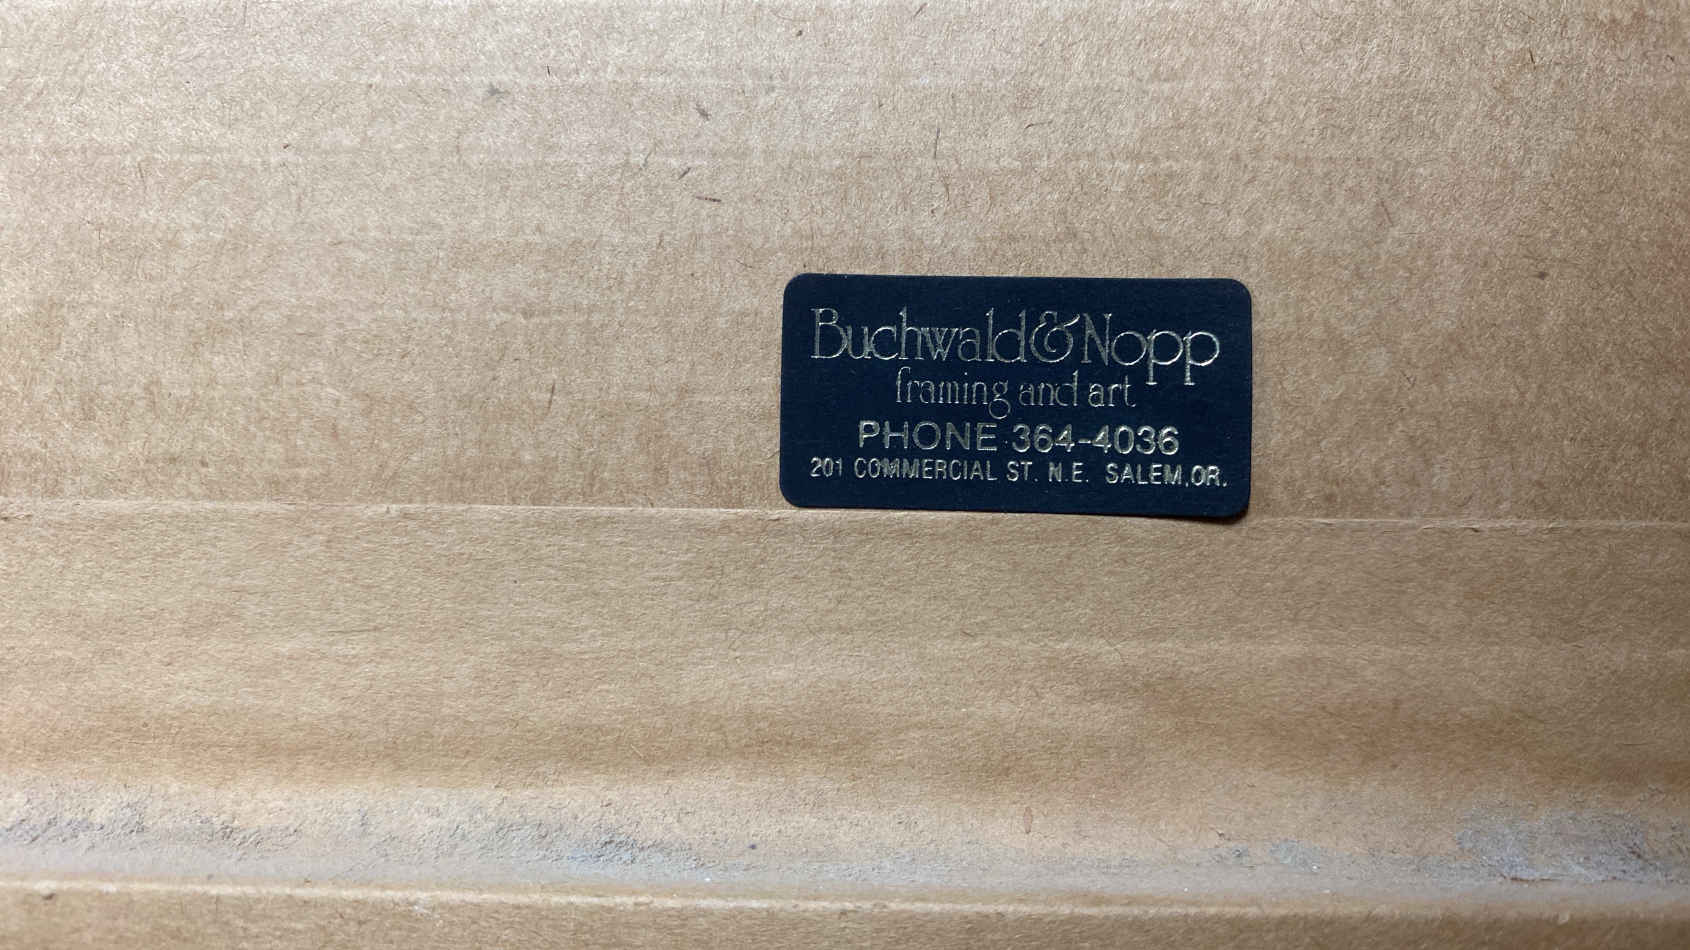 Buchwald & Nopp
framing and art
PHONE 364-4036
201 COMMERCIAL ST. N.E. SALEM, OR.